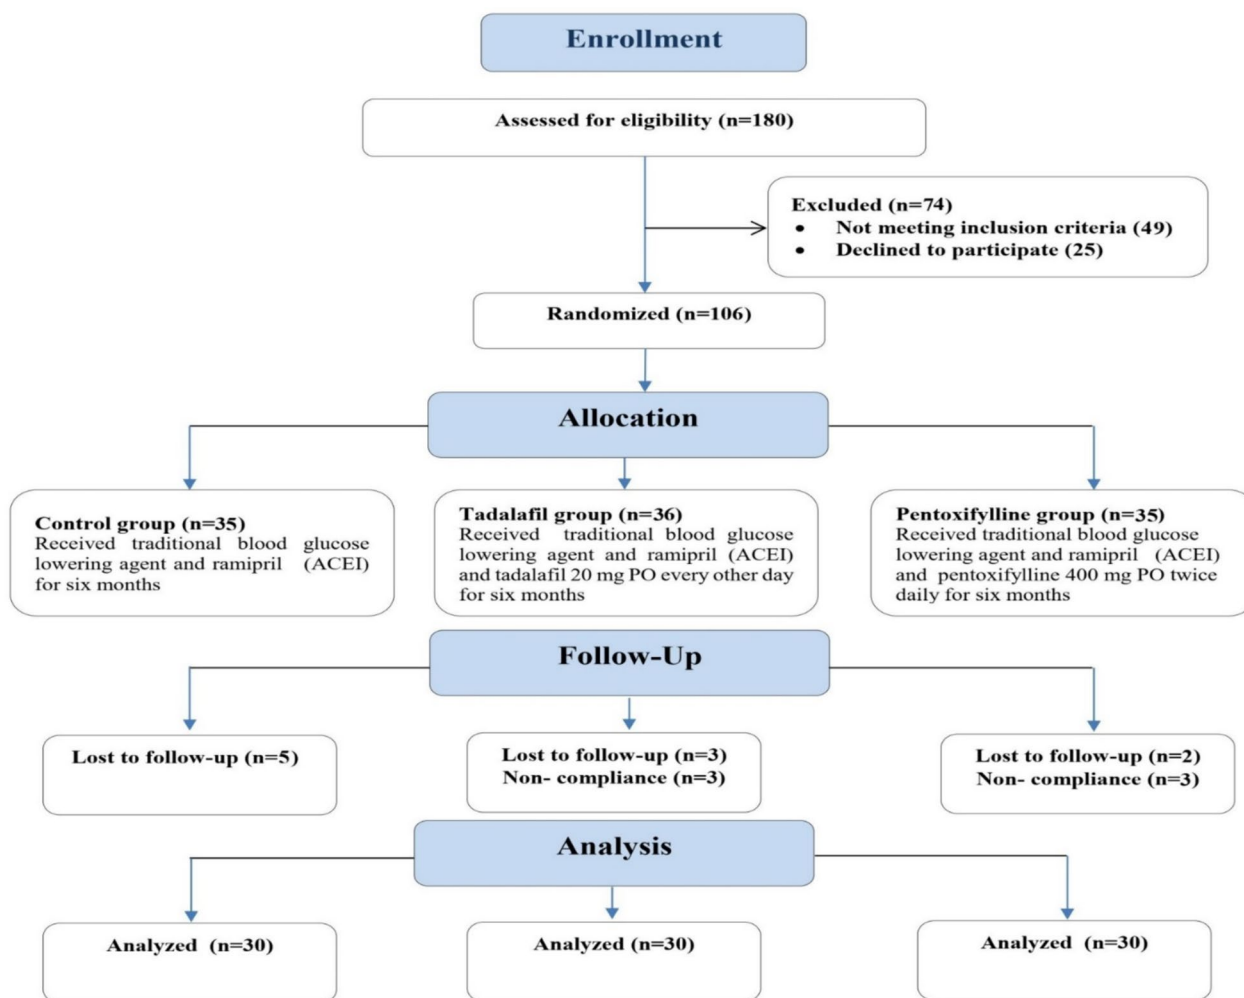 Enrollment
Assessed for eligibility (n=180)
Excluded (n=74)
• Not meeting inclusion criteria (49)
• Declined to participate (25)
Randomized (n=106)
Allocation
Control group (n=35)
Received traditional blood glucose
lowering agent and ramipril (ACEI)
for six months
Tadalafil group (n=36)
Received traditional blood glucose
lowering agent and ramipril (ACEI)
and tadalafil 20 mg PO every other day
for six months
Pentoxifylline group (n=35)
Received traditional blood glucose
lowering agent and ramipril (ACEI)
and pentoxifylline 400 mg PO twice
daily for six months
Follow-Up
Lost to follow-up (n=5)
Lost to follow-up (n=3)
Non- compliance (n=3)
Lost to follow-up (n=2)
Non- compliance (n=3)
Analysis
Analyzed (n=30)
Analyzed (n=30)
Analyzed (n=30)